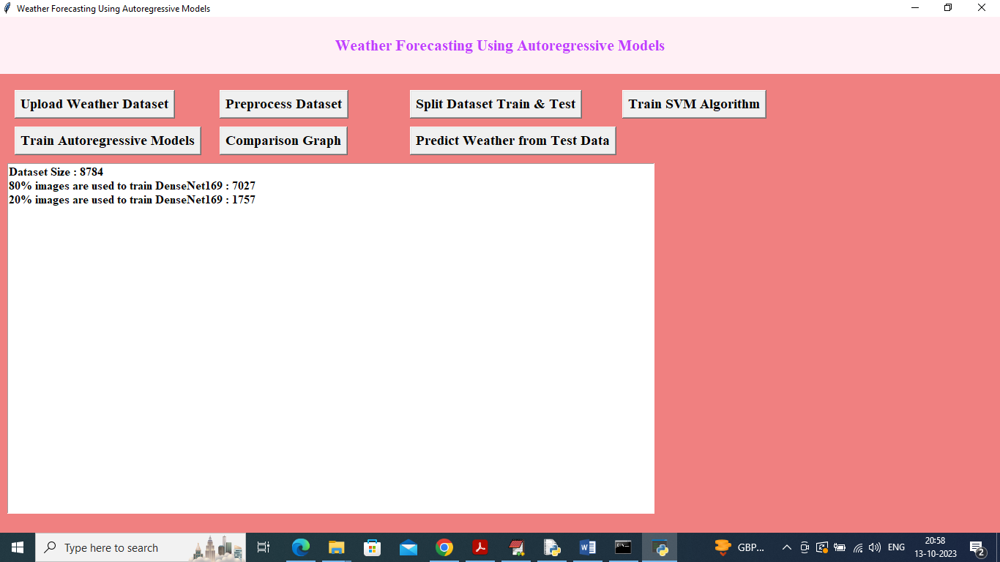 Weather Forecasting Using Autoregressive Models
Weather Forecasting Using Autoregressive Models
Upload Weather Dataset
Preprocess Dataset
Split Dataset Train & Test
Train SVM Algorithm
Train Autoregressive Models
Comparison Graph
Predict Weather from Test Data
Dataset Size : 8784
80% images are used to train DenseNet169 : 7027
20% images are used to train DenseNet169 : 1757
Type here to search
GBP...
ENG
20:58
13-10-2023
2